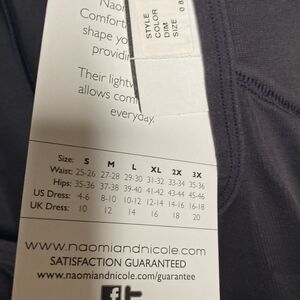 Naom
Comforta
shape yo
providi
Their lightw
allows com
everyday.
STYLE
COLOR
DIM
SIZE
Size: S M L XL 2X 3X
Waist: 25-26 27-28 29-30 31-32 33-34 35-36
Hips: 35-36 37-38 39-40 41-42 43-44 45-46
US Dress: 4-6 8-10 10-12 12-14 14-16 16-18
UK Dress: 10 12 14 16 18 20
www.naomiandnicole.com
SATISFACTION GUARANTEED
www.naomiandnicole.com/guarantee